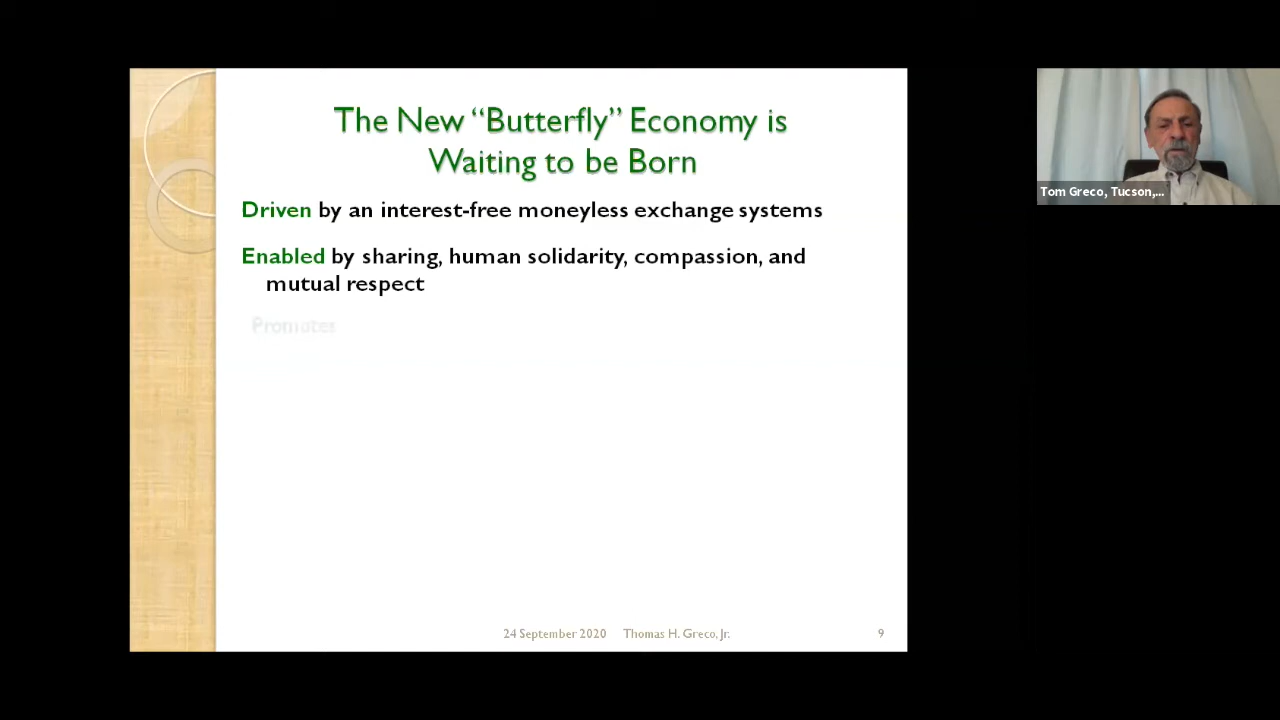 The New “Butterfly” Economy is
Waiting to be Born
Driven by an interest-free moneyless exchange systems
Enabled by sharing, human solidarity, compassion, and
mutual respect
Promotes
24 September 2020 Thomas H. Greco, Jr. 9
Tom Greco, Tucson,...